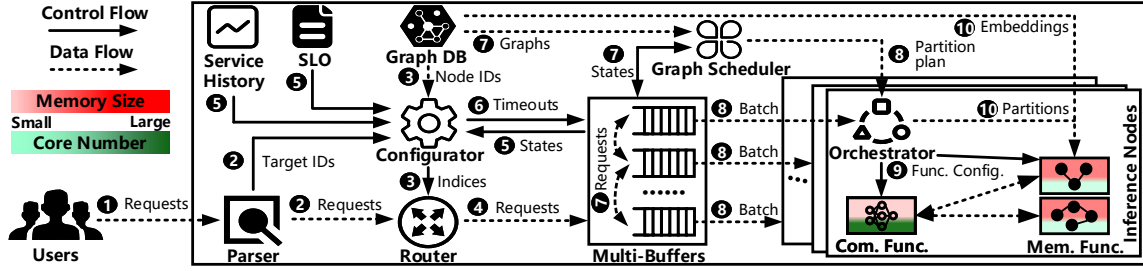 Control Flow
Data Flow
Memory Size
Small Large
Core Number
Service
History
SLO
Graph DB
7 Graphs
3 Node IDs
5
5
7
States
Graph Scheduler
8 Partition
plan
10 Embeddings
6 Timeouts
5 States
Configurator
2 Target IDs
3 Indices
1 Requests
2 Requests
4 Requests
Users
Parser
Router
7 Requests
7
......
Multi-Buffers
8 Batch
8 Batch
8 Batch
....
Orchestrator
10 Partitions
9 Func. Config.
Com. Func.
Mem. Func.
Inference Nodes